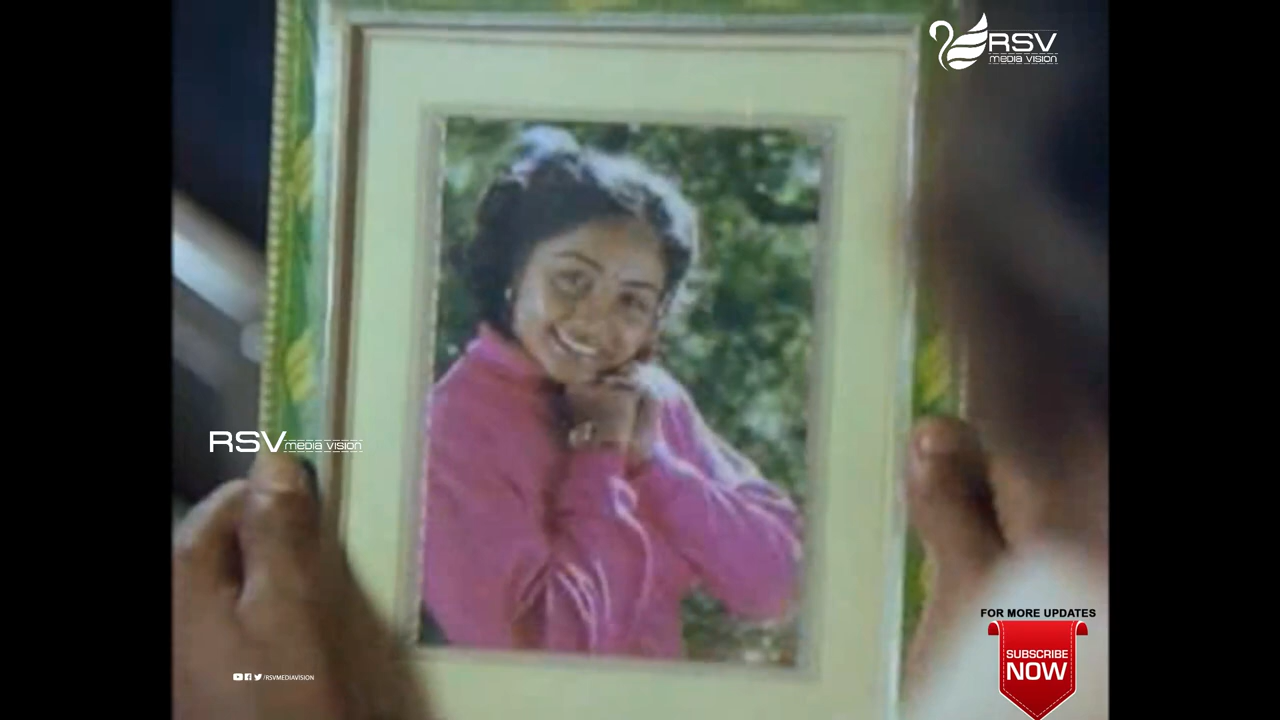 RSV
media vision
RSV media vision
FOR MORE UPDATES
SUBSCRIBE
NOW
/RSVMEDIAVISION